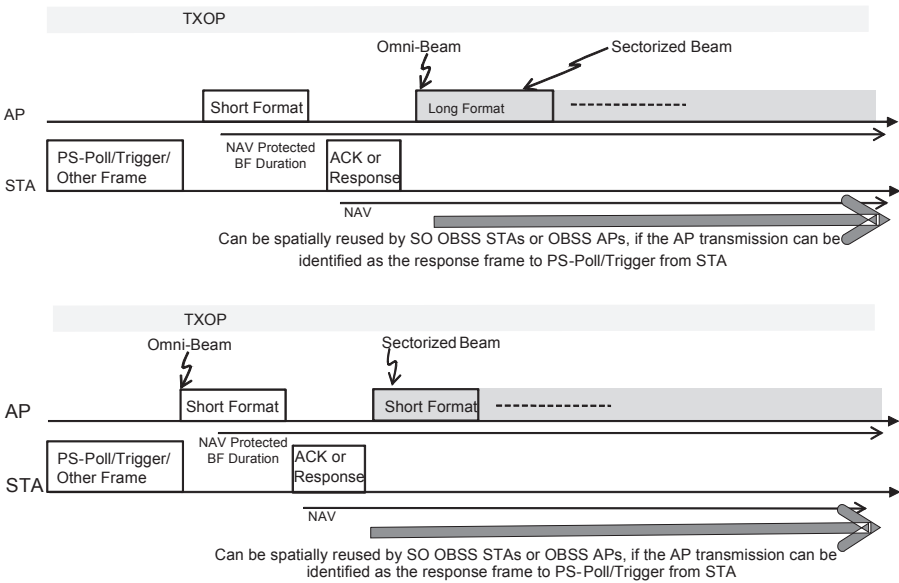 TXOP
Omni-Beam
Sectorized Beam
Short Format
Long Format
AP
NAV Protected
BF Duration
PS-Poll/Trigger/
Other Frame
ACK or
Response
STA
NAV
Can be spatially reused by SO OBSS STAs or OBSS APs, if the AP transmission can be
identified as the response frame to PS-Poll/Trigger from STA
TXOP
Omni-Beam
Sectorized Beam
Short Format
Short Format
AP
NAV Protected
BF Duration
PS-Poll/Trigger/
Other Frame
ACK or
Response
STA
NAV
Can be spatially reused by SO OBSS STAs or OBSS APs, if the AP transmission can be
identified as the response frame to PS-Poll/Trigger from STA